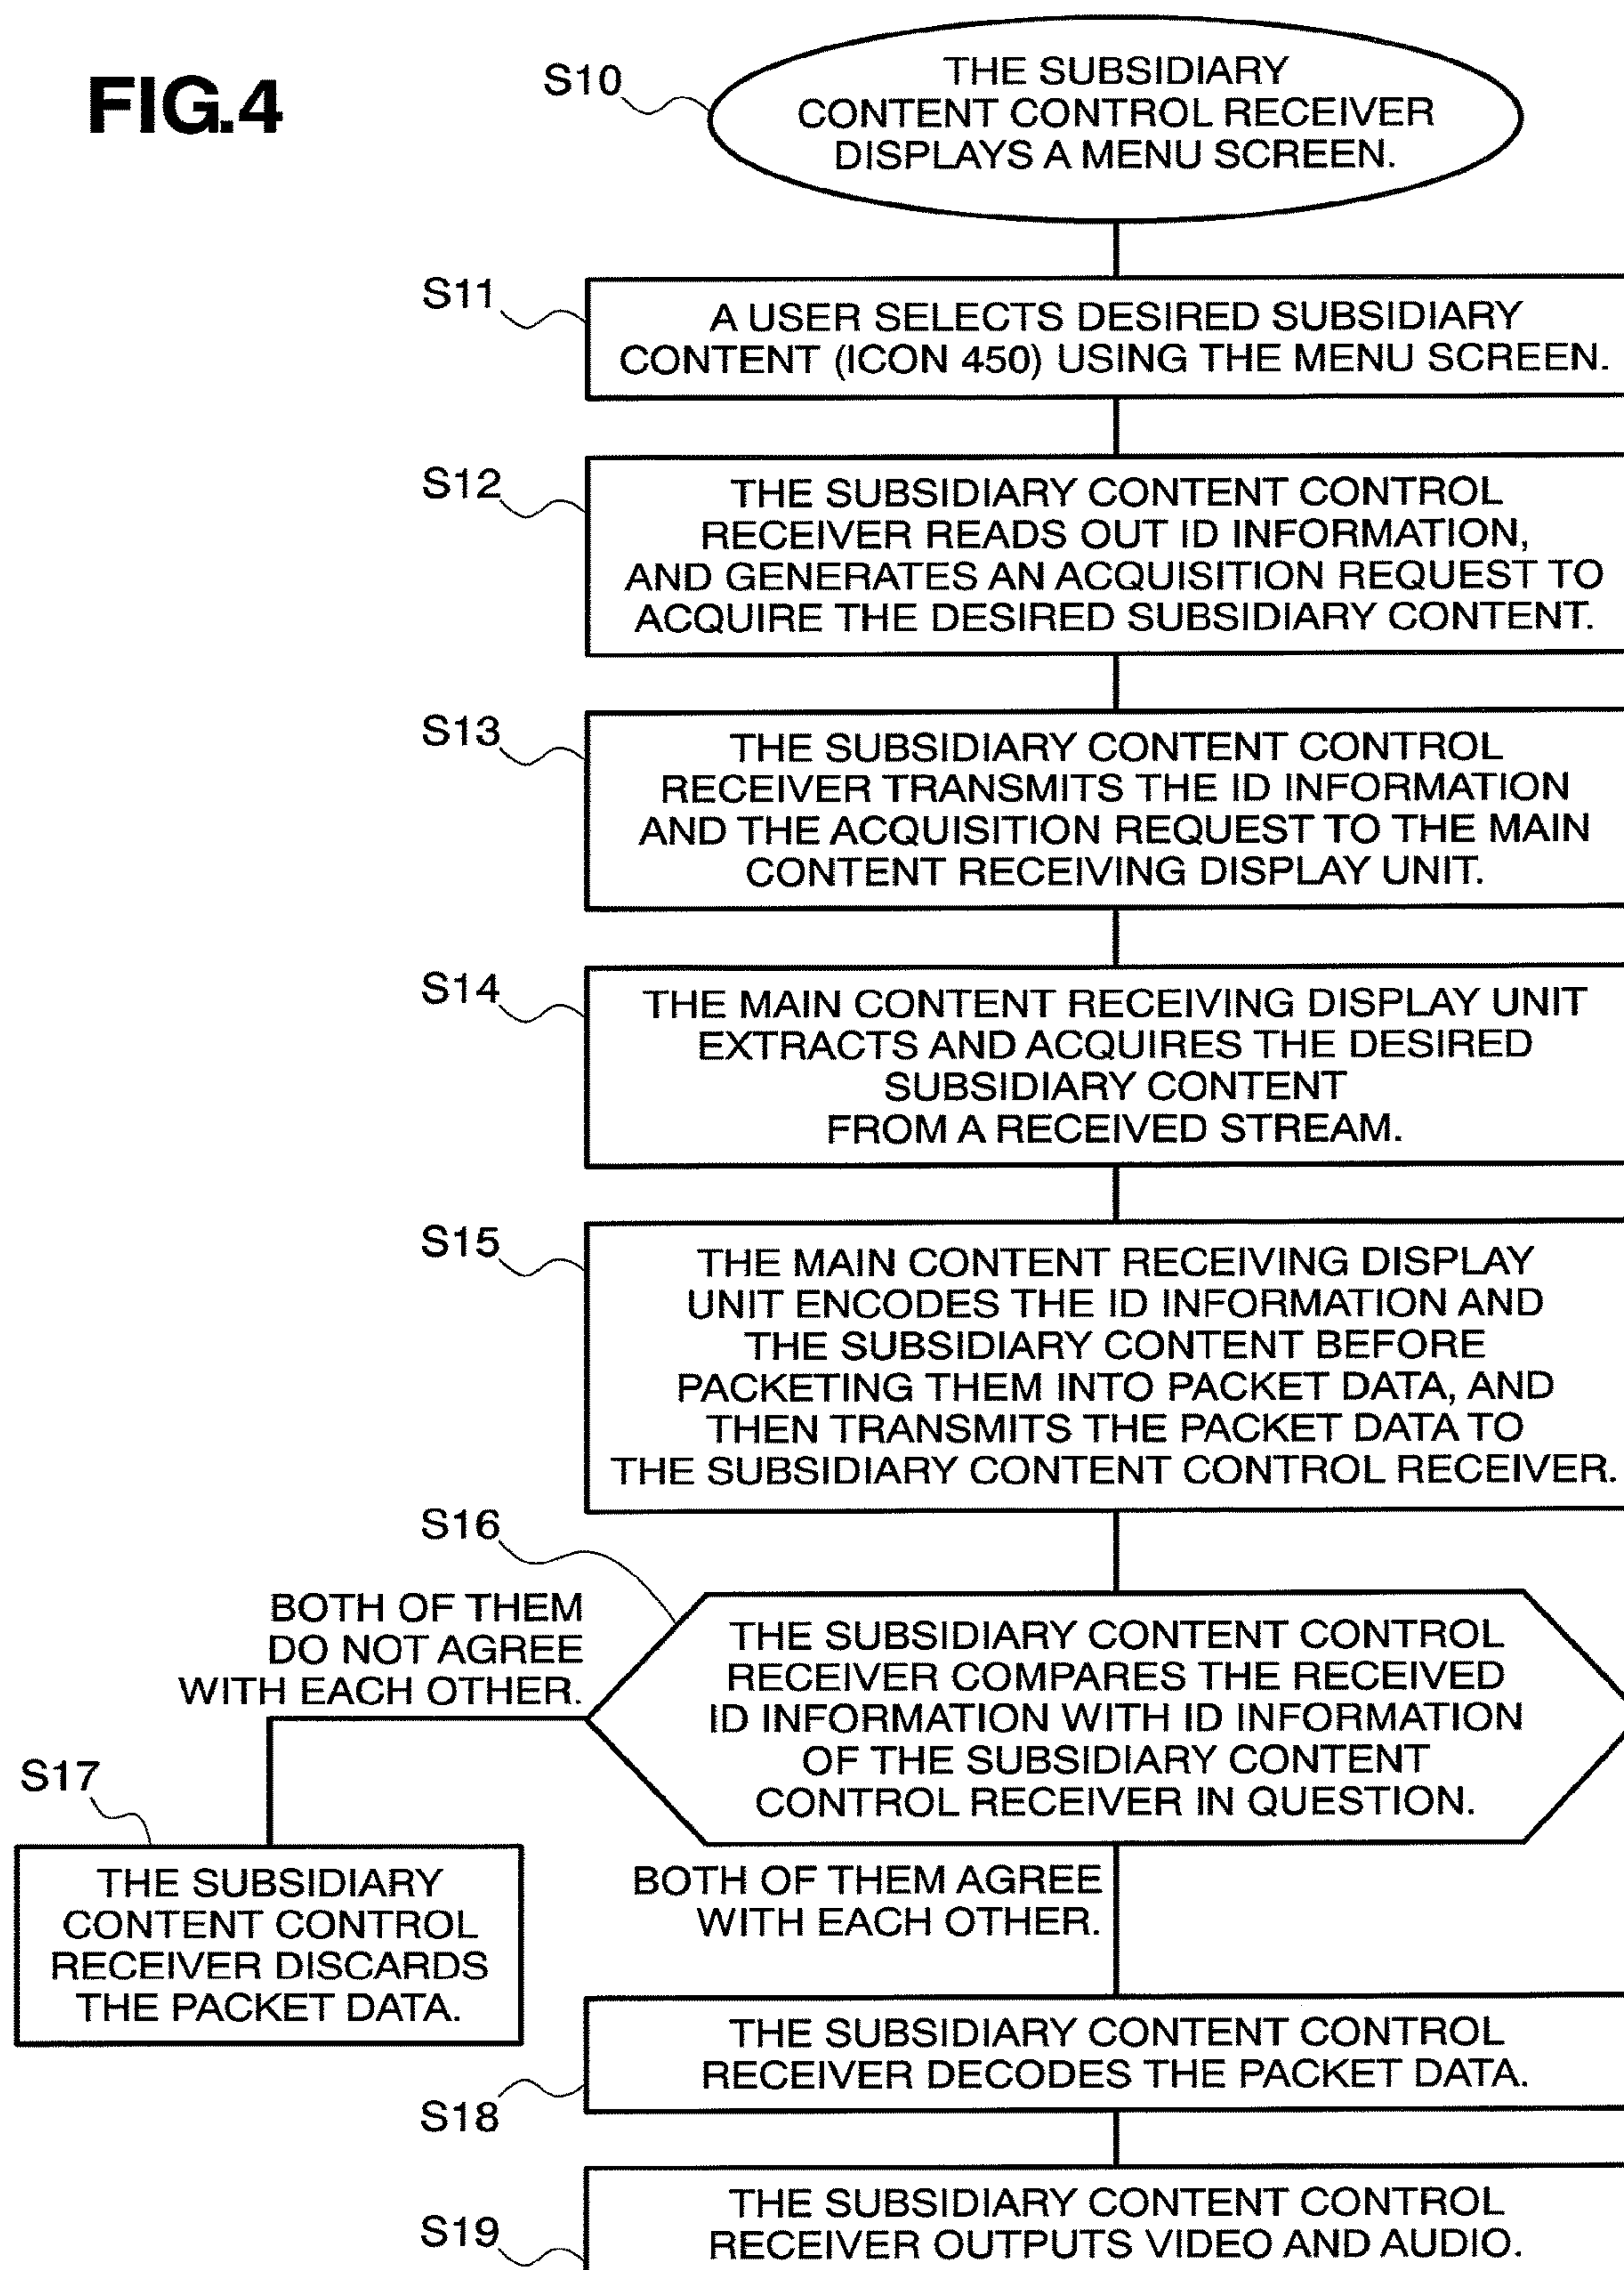 FIG.4
S10
THE SUBSIDIARY
CONTENT CONTROL RECEIVER
DISPLAYS A MENU SCREEN.
S11
A USER SELECTS DESIRED SUBSIDIARY
CONTENT (ICON 450) USING THE MENU SCREEN.
S12
THE SUBSIDIARY CONTENT CONTROL
RECEIVER READS OUT ID INFORMATION,
AND GENERATES AN ACQUISITION REQUEST TO
ACQUIRE THE DESIRED SUBSIDIARY CONTENT.
S13
THE SUBSIDIARY CONTENT CONTROL
RECEIVER TRANSMITS THE ID INFORMATION
AND THE ACQUISITION REQUEST TO THE MAIN
CONTENT RECEIVING DISPLAY UNIT.
S14
THE MAIN CONTENT RECEIVING DISPLAY UNIT
EXTRACTS AND ACQUIRES THE DESIRED
SUBSIDIARY CONTENT
FROM A RECEIVED STREAM.
S15
THE MAIN CONTENT RECEIVING DISPLAY
UNIT ENCODES THE ID INFORMATION AND
THE SUBSIDIARY CONTENT BEFORE
PACKETING THEM INTO PACKET DATA, AND
THEN TRANSMITS THE PACKET DATA TO
THE SUBSIDIARY CONTENT CONTROL RECEIVER.
S16
THE SUBSIDIARY CONTENT CONTROL
RECEIVER COMPARES THE RECEIVED
ID INFORMATION WITH ID INFORMATION
OF THE SUBSIDIARY CONTENT
CONTROL RECEIVER IN QUESTION.
BOTH OF THEM
DO NOT AGREE
WITH EACH OTHER.
S17
THE SUBSIDIARY
CONTENT CONTROL
RECEIVER DISCARDS
THE PACKET DATA.
BOTH OF THEM AGREE
WITH EACH OTHER.
THE SUBSIDIARY CONTENT CONTROL
RECEIVER DECODES THE PACKET DATA.
S18
THE SUBSIDIARY CONTENT CONTROL
RECEIVER OUTPUTS VIDEO AND AUDIO.
S19